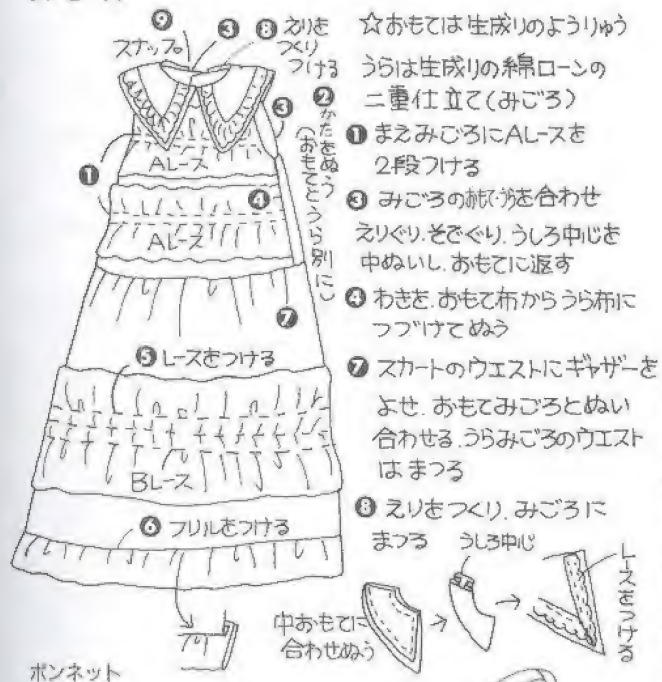 ❾
スナップ
❸
❽ えりを
つくり
つける
❷
かたをぬう
(おもてとうら別に)
❸
❶
Aレース
❹
Aレース
❼
❺ レースをつける
Bレース
❻ フリルをつける
☆おもては生成りのようりゅう
うらは生成りの綿ローンの
二重仕立て(みごろ)
❶ まえみごろにAレースを
2段つける
❸ みごろのおもて・うらを合わせ
えりぐり、そでぐり、うしろ中心を
中ぬいし、おもてに返す
❹ わきを、おもて布からうら布に
つづけてぬう
❼ スカートのウエストにギャザーを
よせ、おもてみごろとぬい
合わせる、うらみごろのウエスト
はまつる
❽ えりをつくり、みごろに
まつる
うしろ中心
レースをつける
中おもてに
合わせぬう
ボンネット